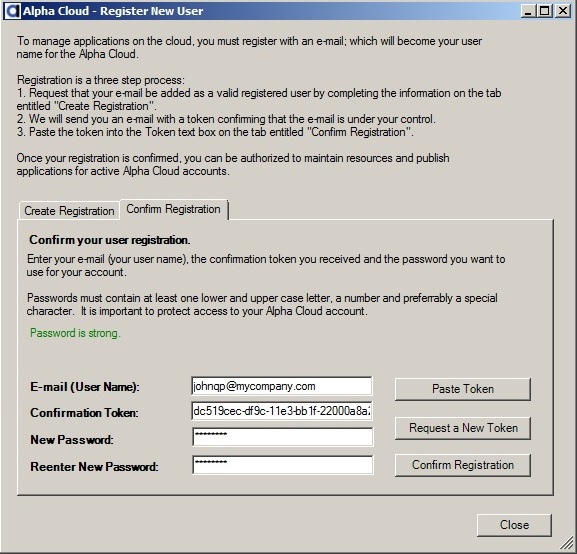 Alpha Cloud - Register New User
To manage applications on the cloud, you must register with an e-mail; which will become your user
name for the Alpha Cloud.
Registration is a three step process:
1. Request that your e-mail be added as a valid registered user by completing the information on the tab
entitled "Create Registration".
2. We will send you an e-mail with a token confirming that the e-mail is under your control.
3. Paste the token into the Token text box on the tab entitled "Confirm Registration".
Once your registration is confirmed, you can be authorized to maintain resources and publish
applications for active Alpha Cloud accounts.
Create Registration Confirm Registration
Confirm your user registration.
Enter your e-mail (your user name), the confirmation token you received and the password you want to
use for your account.
Passwords must contain at least one lower and upper case letter, a number and preferrably a special
character. It is important to protect access to your Alpha Cloud account.
Password is strong.
E-mail (User Name): johnqp@mycompany.com Paste Token
Confirmation Token: dc519cec-df9c-11e3-bb1f-22000a8a2
Request a New Token
New Password: ********
Reenter New Password: ******** Confirm Registration
Close